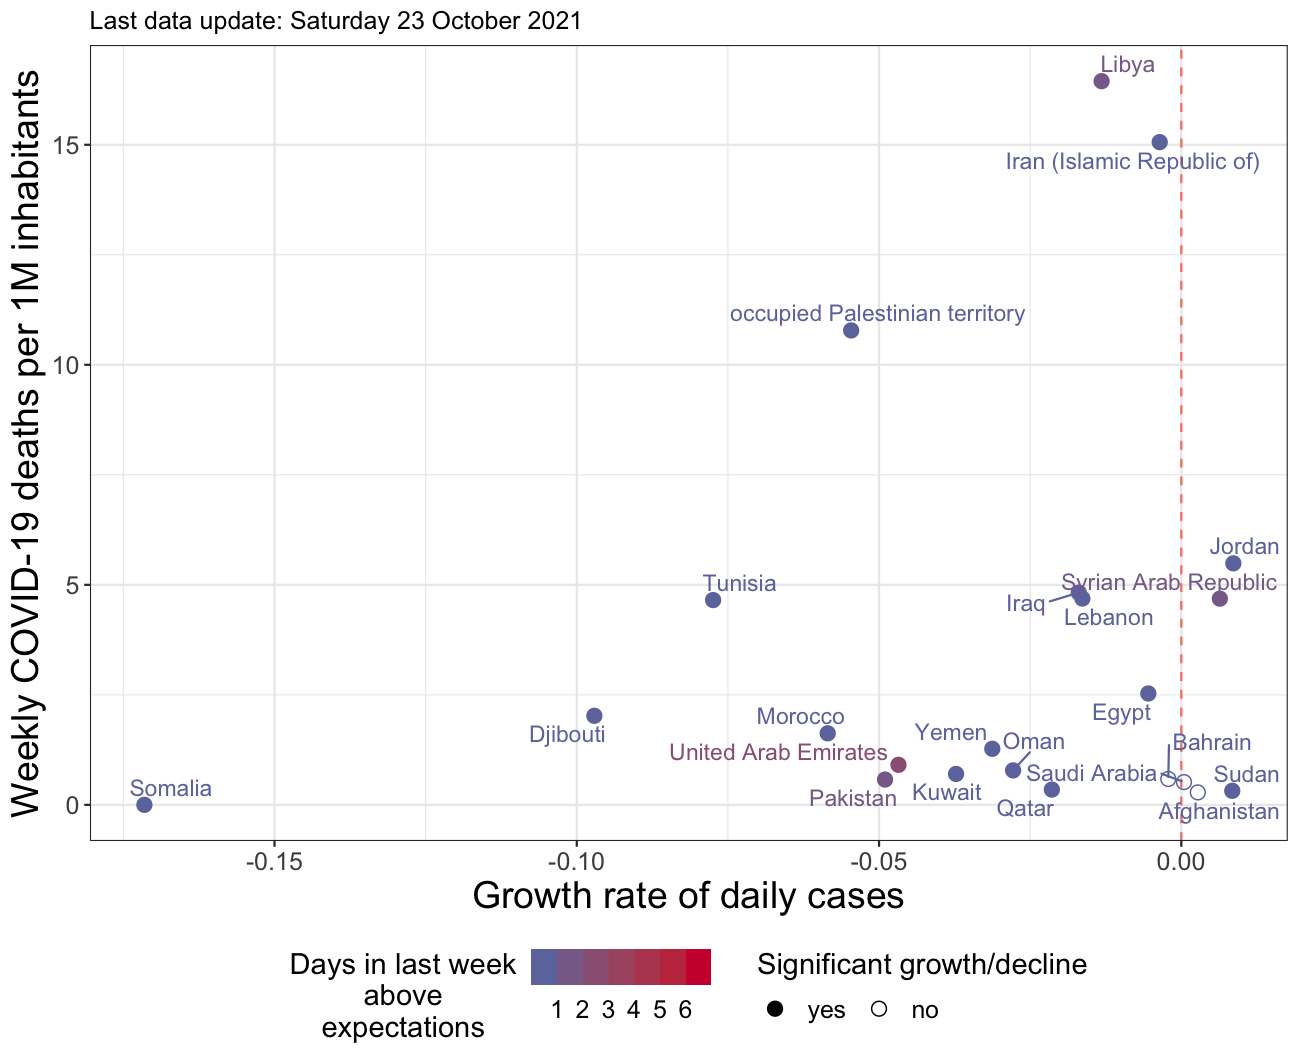 Last data update: Saturday 23 October 2021
Weekly COVID-19 deaths per 1M inhabitants
15
10
5
0
Libya
Iran (Islamic Republic of)
occupied Palestinian territory
Jordan
Tunisia
Syrian Arab Republic
Iraq
Lebanon
Egypt
Djibouti
Morocco
Yemen
Oman
Bahrain
United Arab Emirates
Saudi Arabia
Sudan
Somalia
Pakistan
Kuwait
Qatar
Afghanistan
-0.15
-0.10
-0.05
0.00
Growth rate of daily cases
Days in last week
above
expectations
1 2 3 4 5 6
Significant growth/decline
yes
no